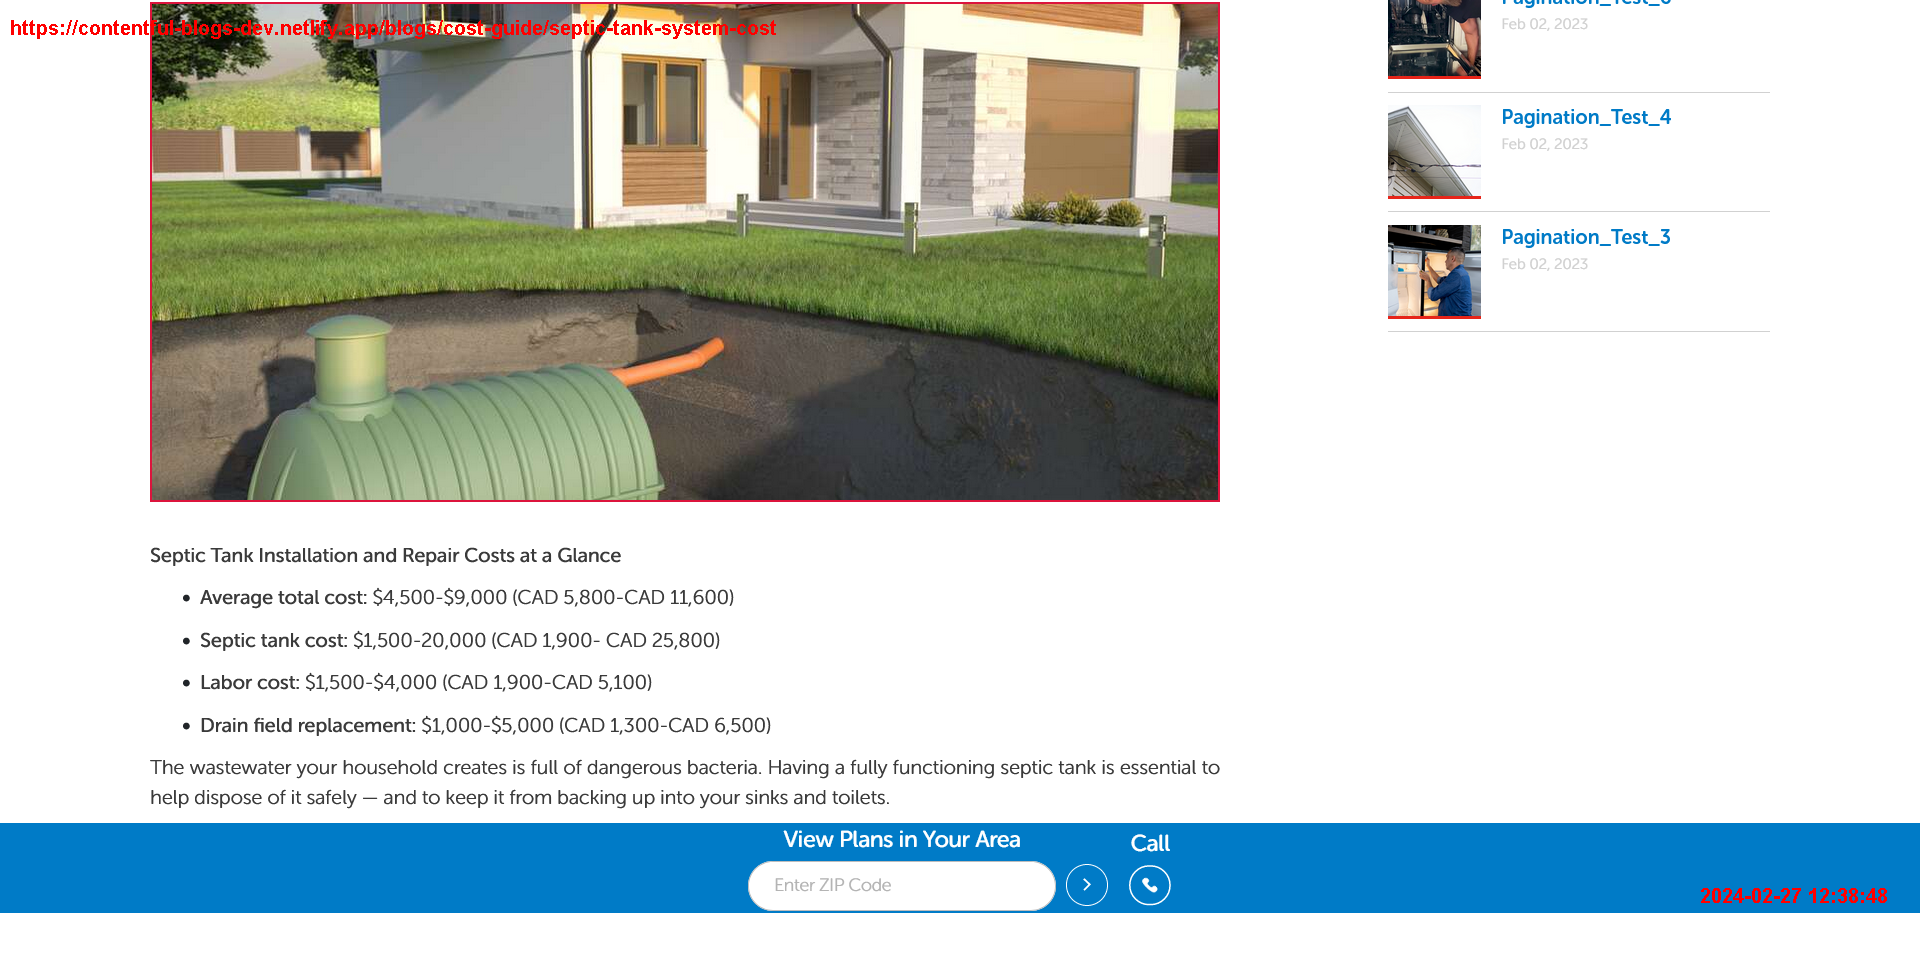 https://contentful-blogs-dev.netlify.app/blogs/cost-guide/septic-tank-system-cost
Feb 02, 2023
Pagination_Test_4
Feb 02, 2023
Pagination_Test_3
Feb 02, 2023
Septic Tank Installation and Repair Costs at a Glance
• Average total cost: $4,500-$9,000 (CAD 5,800-CAD 11,600)
• Septic tank cost: $1,500-20,000 (CAD 1,900- CAD 25,800)
• Labor cost: $1,500-$4,000 (CAD 1,900-CAD 5,100)
• Drain field replacement: $1,000-$5,000 (CAD 1,300-CAD 6,500)
The wastewater your household creates is full of dangerous bacteria. Having a fully functioning septic tank is essential to
help dispose of it safely — and to keep it from backing up into your sinks and toilets.
View Plans in Your Area
Call
Enter ZIP Code
2024-02-27 12:38:48